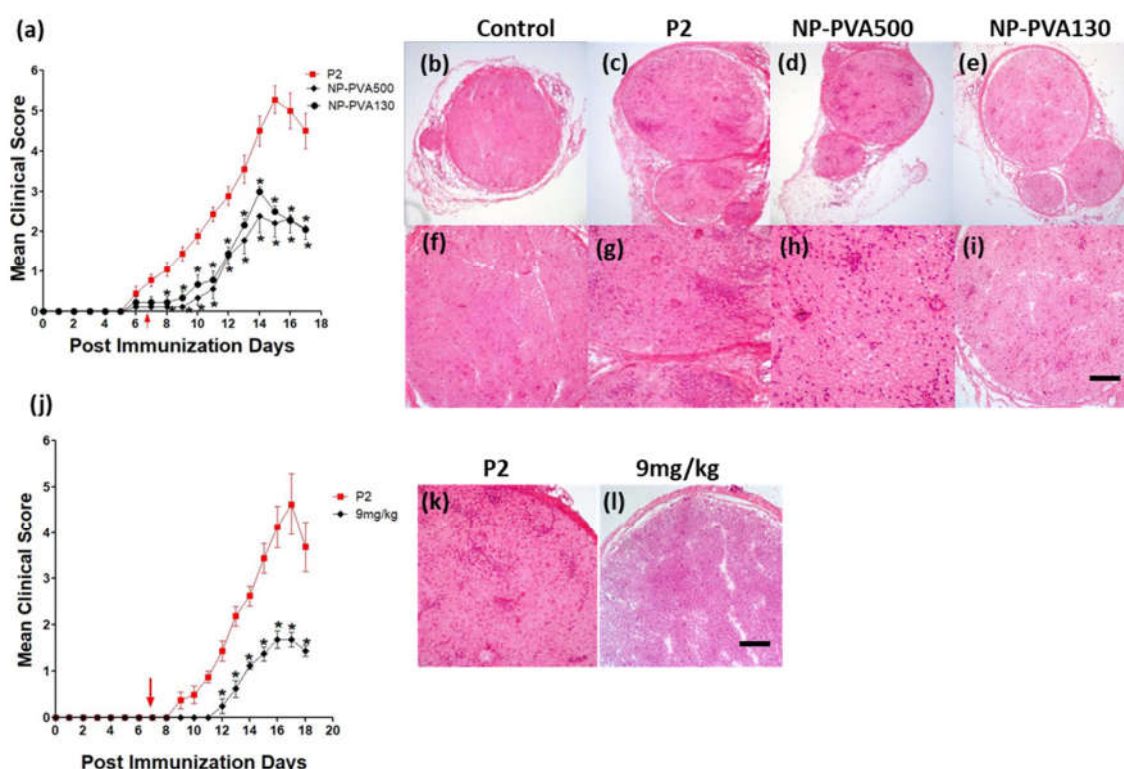 (a)
Mean Clinical Score
6
5
4
3
2
1
0
0 2 4 6 8 10 12 14 16 18
Post Immunization Days
P2
NP-PVA500
NP-PVA130
* * * * * * * * * * * * * * * * * * * *
Control P2 NP-PVA500 NP-PVA130
(b) (c) (d) (e)
(f) (g) (h) (i)
(j)
Mean Clinical Score
6
5
4
3
2
1
0
0 2 4 6 8 10 12 14 16 18 20
Post Immunization Days
P2
9mg/kg
* * * * * * *
P2 9mg/kg
(k) (l)